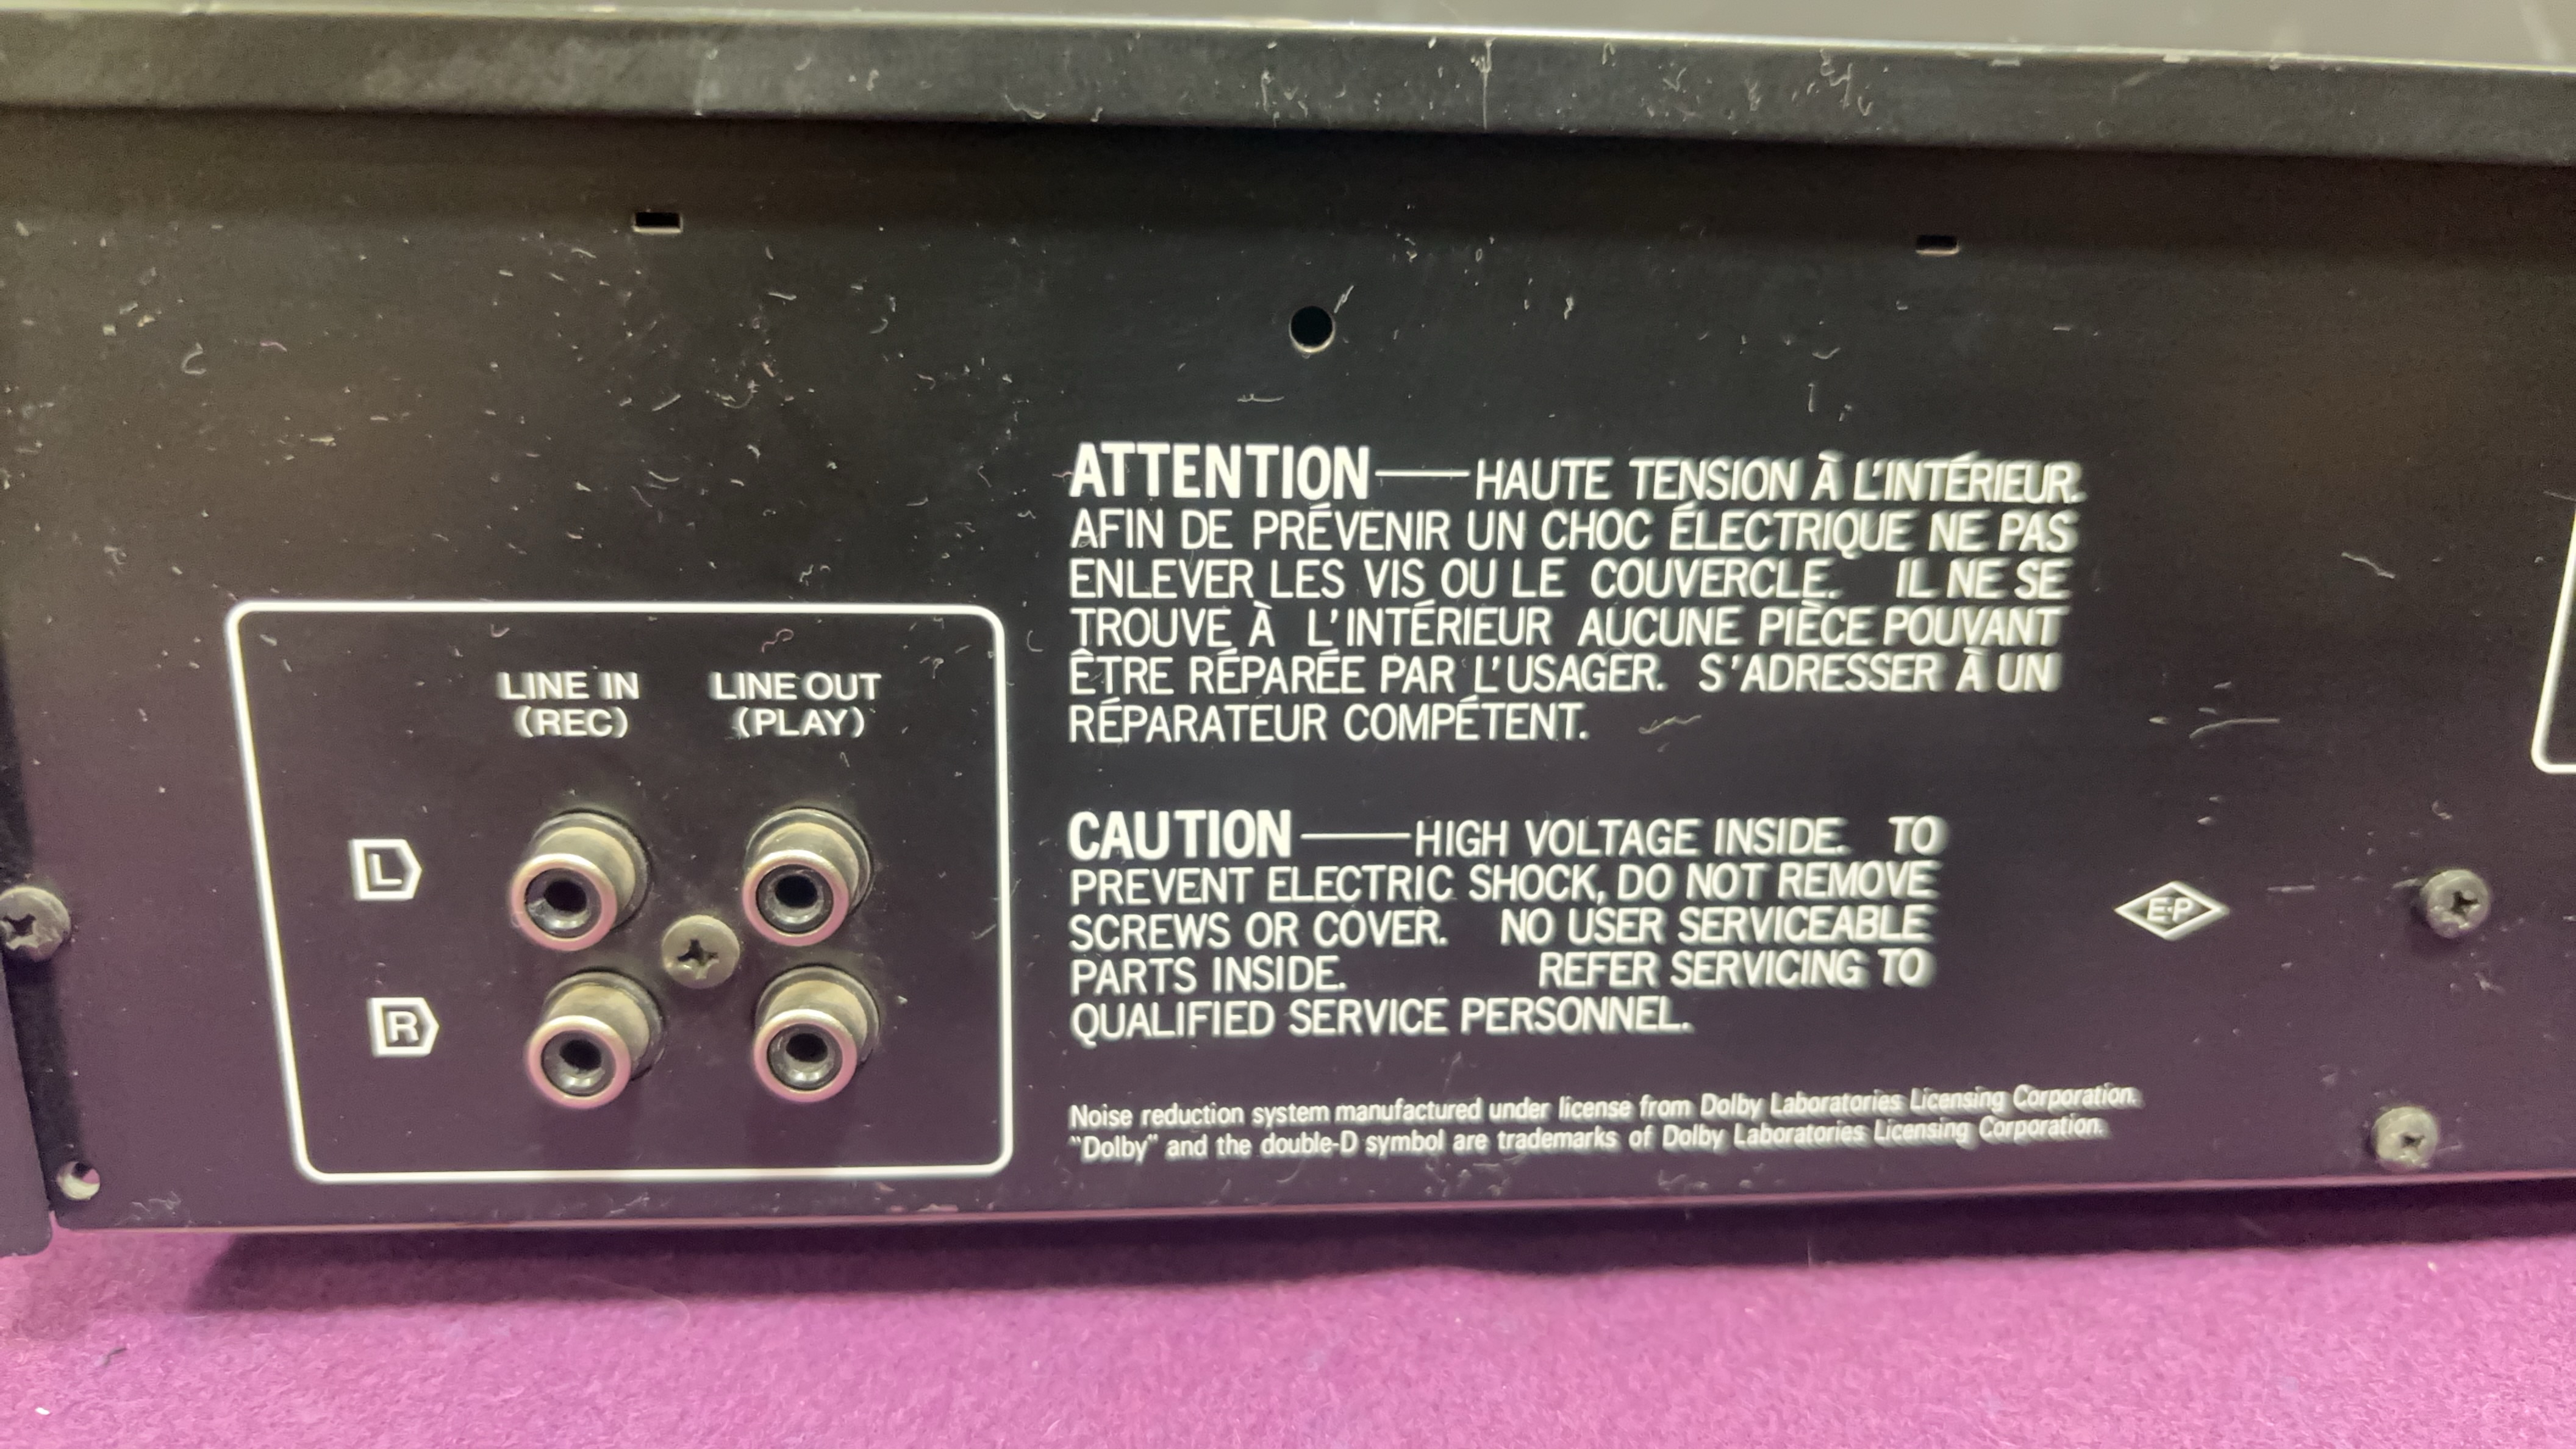 LINE IN LINE OUT
(REC) (PLAY)
L
R
ATTENTION — HAUTE TENSION À L'INTÉRIEUR.
AFIN DE PRÉVENIR UN CHOC ÉLECTRIQUE NE PAS
ENLEVER LES VIS OU LE COUVERCLE. IL NE SE
TROUVE À L'INTÉRIEUR AUCUNE PIÈCE POUVANT
ÊTRE RÉPARÉE PAR L'USAGER. S'ADRESSER À UN
RÉPARATEUR COMPÉTENT.
CAUTION — HIGH VOLTAGE INSIDE. TO
PREVENT ELECTRIC SHOCK, DO NOT REMOVE
SCREWS OR COVER. NO USER SERVICEABLE
PARTS INSIDE. REFER SERVICING TO
QUALIFIED SERVICE PERSONNEL.
Noise reduction system manufactured under license from Dolby Laboratories Licensing Corporation.
"Dolby" and the double-D symbol are trademarks of Dolby Laboratories Licensing Corporation.
E·P